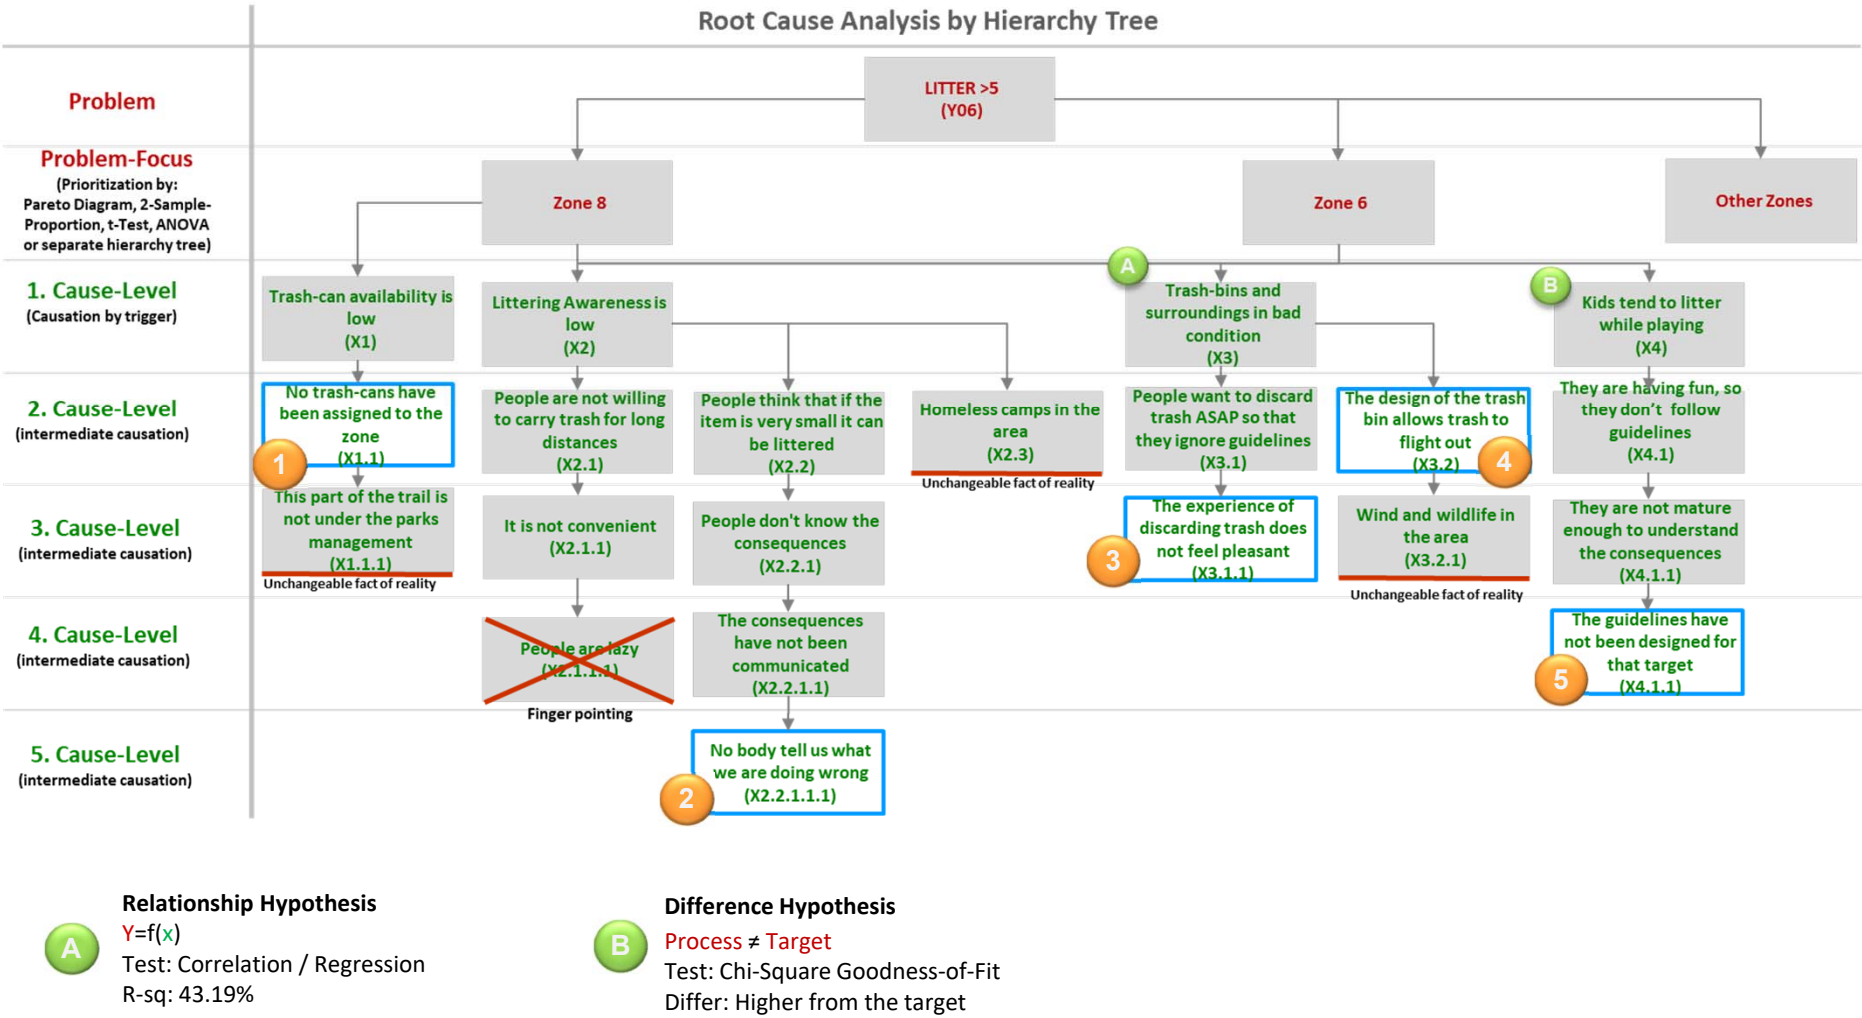 Root Cause Analysis by Hierarchy Tree
Problem
LITTER >5
(Y06)
Problem-Focus
(Prioritization by:
Pareto Diagram, 2-Sample-
Proportion, t-Test, ANOVA
or separate hierarchy tree)
Zone 8
Zone 6
Other Zones
1. Cause-Level
(Causation by trigger)
Trash-can availability is
low
(X1)
Littering Awareness is
low
(X2)
A
Trash-bins and
surroundings in bad
condition
(X3)
B
Kids tend to litter
while playing
(X4)
2. Cause-Level
(intermediate causation)
No trash-cans have
been assigned to the
zone
(X1.1)
1
People are not willing
to carry trash for long
distances
(X2.1)
People think that if the
item is very small it can
be littered
(X2.2)
Homeless camps in the
area
(X2.3)
Unchangeable fact of reality
People want to discard
trash ASAP so that
they ignore guidelines
(X3.1)
The design of the trash
bin allows trash to
flight out
(X3.2)
4
They are having fun, so
they don't follow
guidelines
(X4.1)
3. Cause-Level
(intermediate causation)
This part of the trail is
not under the parks
management
(X1.1.1)
Unchangeable fact of reality
It is not convenient
(X2.1.1)
People don't know the
consequences
(X2.2.1)
The experience of
discarding trash does
not feel pleasant
(X3.1.1)
3
Wind and wildlife in
the area
(X3.2.1)
Unchangeable fact of reality
They are not mature
enough to understand
the consequences
(X4.1.1)
4. Cause-Level
(intermediate causation)
People are lazy
(X2.1.1.1)
Finger pointing
The consequences
have not been
communicated
(X2.2.1.1)
The guidelines have
not been designed for
that target
(X4.1.1)
5
5. Cause-Level
(intermediate causation)
No body tell us what
we are doing wrong
(X2.2.1.1.1)
2
A
Relationship Hypothesis
Y=f(x)
Test: Correlation / Regression
R-sq: 43.19%
B
Difference Hypothesis
Process ≠ Target
Test: Chi-Square Goodness-of-Fit
Differ: Higher from the target